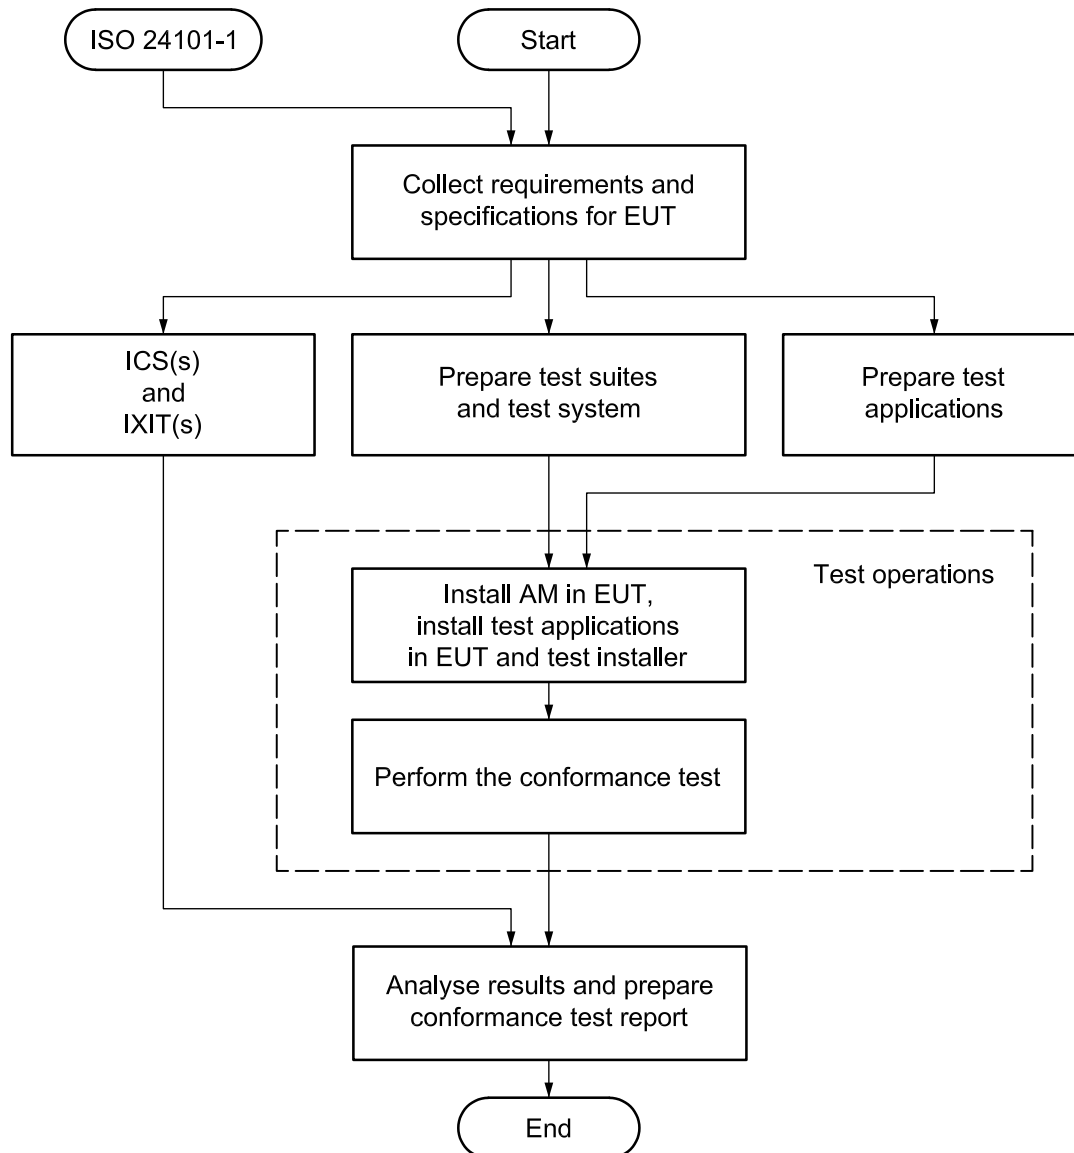 ISO 24101-1
Start
Collect requirements and
specifications for EUT
ICS(s)
and
IXIT(s)
Prepare test suites
and test system
Prepare test
applications
Test operations
Install AM in EUT,
install test applications
in EUT and test installer
Perform the conformance test
Analyse results and prepare
conformance test report
End